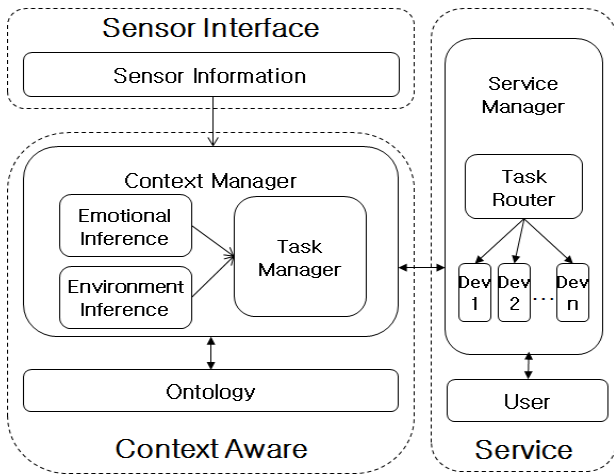 Sensor Interface
Sensor Information
Context Manager
Emotional
Inference
Environment
Inference
Task
Manager
Ontology
Context Aware
Service
Manager
Task
Router
Dev
1
Dev
2
...
Dev
n
User
Service